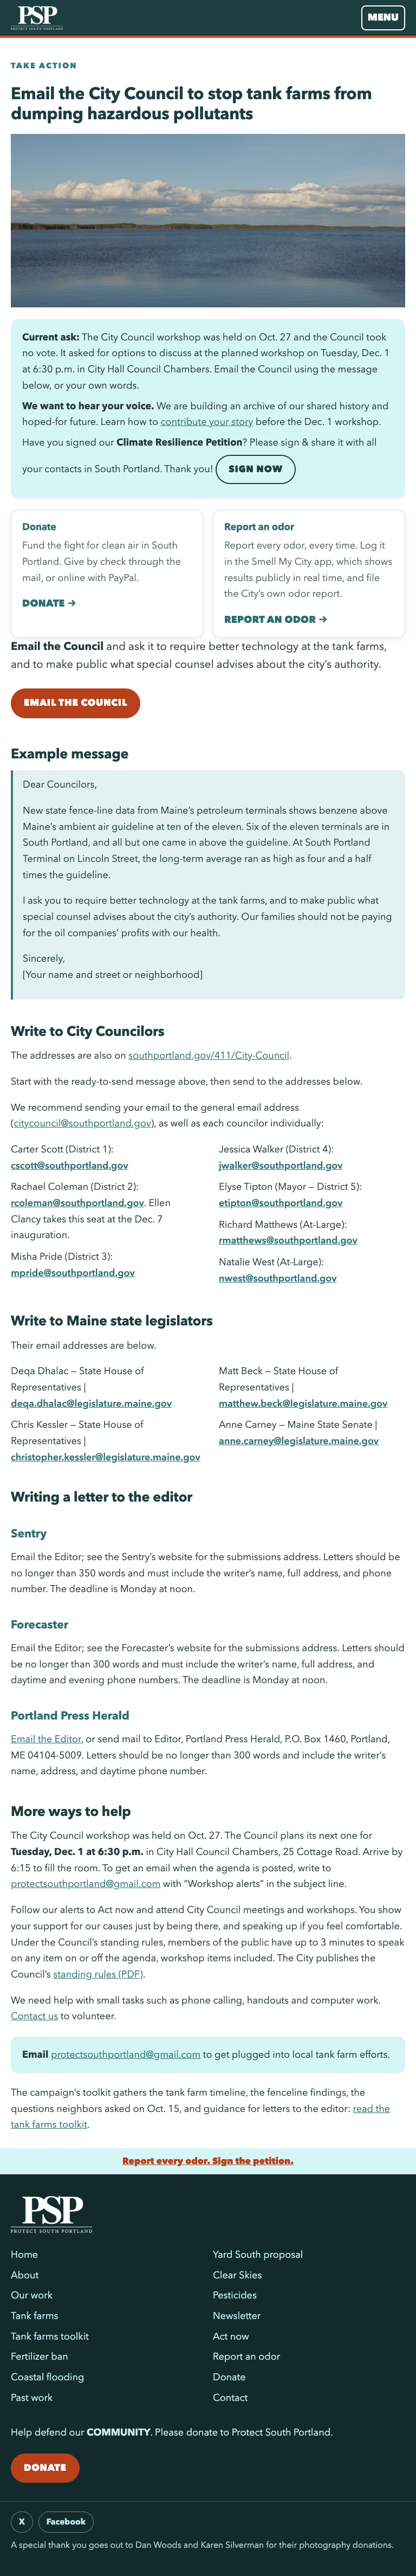 PSP
PROTECT SOUTH PORTLAND
MENU
TAKE ACTION
Email the City Council to stop tank farms from
dumping hazardous pollutants
Current ask: The City Council workshop was held on Oct. 27 and the Council took
no vote. It asked for options to discuss at the planned workshop on Tuesday, Dec. 1
at 6:30 p.m. in City Hall Council Chambers. Email the Council using the message
below, or your own words.
We want to hear your voice. We are building an archive of our shared history and
hoped-for future. Learn how to contribute your story before the Dec. 1 workshop.
Have you signed our Climate Resilience Petition? Please sign & share it with all
your contacts in South Portland. Thank you! SIGN NOW
Donate
Fund the fight for clean air in South
Portland. Give by check through the
mail, or online with PayPal.
DONATE →
Report an odor
Report every odor, every time. Log it
in the Smell My City app, which shows
results publicly in real time, and file
the City’s own odor report.
REPORT AN ODOR →
Email the Council and ask it to require better technology at the tank farms,
and to make public what special counsel advises about the city’s authority.
EMAIL THE COUNCIL
Example message
Dear Councilors,
New state fence-line data from Maine’s petroleum terminals shows benzene above
Maine’s ambient air guideline at ten of the eleven. Six of the eleven terminals are in
South Portland, and all but one came in above the guideline. At South Portland
Terminal on Lincoln Street, the long-term average ran as high as four and a half
times the guideline.
I ask you to require better technology at the tank farms, and to make public what
special counsel advises about the city’s authority. Our families should not be paying
for the oil companies’ profits with our health.
Sincerely,
[Your name and street or neighborhood]
Write to City Councilors
The addresses are also on southportland.gov/411/City-Council.
Start with the ready-to-send message above, then send to the addresses below.
We recommend sending your email to the general email address
(citycouncil@southportland.gov), as well as each councilor individually:
Carter Scott (District 1):
cscott@southportland.gov
Rachael Coleman (District 2):
rcoleman@southportland.gov. Ellen
Clancy takes this seat at the Dec. 7
inauguration.
Misha Pride (District 3):
mpride@southportland.gov
Jessica Walker (District 4):
jwalker@southportland.gov
Elyse Tipton (Mayor – District 5):
etipton@southportland.gov
Richard Matthews (At-Large):
rmatthews@southportland.gov
Natalie West (At-Large):
nwest@southportland.gov
Write to Maine state legislators
Their email addresses are below.
Deqa Dhalac – State House of
Representatives |
deqa.dhalac@legislature.maine.gov
Chris Kessler – State House of
Representatives |
christopher.kessler@legislature.maine.gov
Matt Beck – State House of
Representatives |
matthew.beck@legislature.maine.gov
Anne Carney – Maine State Senate |
anne.carney@legislature.maine.gov
Writing a letter to the editor
Sentry
Email the Editor; see the Sentry’s website for the submissions address. Letters should be
no longer than 350 words and must include the writer’s name, full address, and phone
number. The deadline is Monday at noon.
Forecaster
Email the Editor; see the Forecaster’s website for the submissions address. Letters should
be no longer than 300 words and must include the writer’s name, full address, and
daytime and evening phone numbers. The deadline is Monday at noon.
Portland Press Herald
Email the Editor, or send mail to Editor, Portland Press Herald, P.O. Box 1460, Portland,
ME 04104-5009. Letters should be no longer than 300 words and include the writer’s
name, address, and daytime phone number.
More ways to help
The City Council workshop was held on Oct. 27. The Council plans its next one for
Tuesday, Dec. 1 at 6:30 p.m. in City Hall Council Chambers, 25 Cottage Road. Arrive by
6:15 to fill the room. To get an email when the agenda is posted, write to
protectsouthportland@gmail.com with “Workshop alerts” in the subject line.
Follow our alerts to Act now and attend City Council meetings and workshops. You show
your support for our causes just by being there, and speaking up if you feel comfortable.
Under the Council’s standing rules, members of the public have up to 3 minutes to speak
on any item on or off the agenda, workshop items included. The City publishes the
Council’s standing rules (PDF).
We need help with small tasks such as phone calling, handouts and computer work.
Contact us to volunteer.
Email protectsouthportland@gmail.com to get plugged into local tank farm efforts.
The campaign’s toolkit gathers the tank farm timeline, the fenceline findings, the
questions neighbors asked on Oct. 15, and guidance for letters to the editor: read the
tank farms toolkit.
Report every odor. Sign the petition.
PSP
PROTECT SOUTH PORTLAND
Home
About
Our work
Tank farms
Tank farms toolkit
Fertilizer ban
Coastal flooding
Past work
Yard South proposal
Clear Skies
Pesticides
Newsletter
Act now
Report an odor
Donate
Contact
Help defend our COMMUNITY. Please donate to Protect South Portland.
DONATE
X
Facebook
A special thank you goes out to Dan Woods and Karen Silverman for their photography donations.